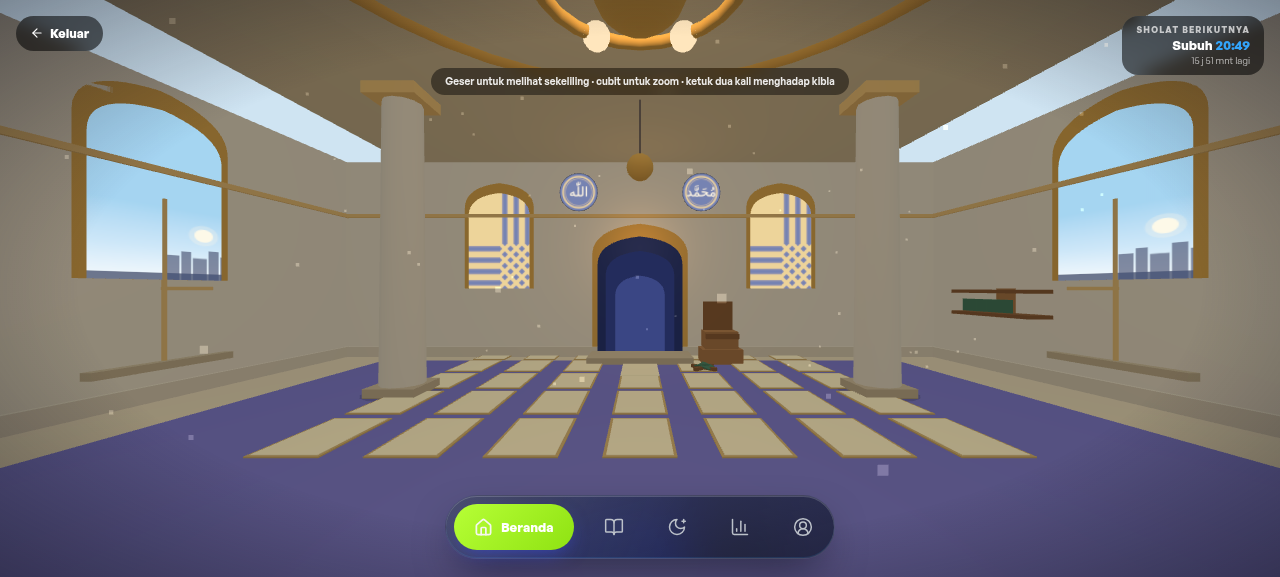 Keluar
SHOLAT BERIKUTNYA
Subuh 20:49
15 j 51 mnt lagi
Geser untuk melihat sekeliling · cubit untuk zoom · ketuk dua kali menghadap kibla
الله
مُحَمَّد
Beranda